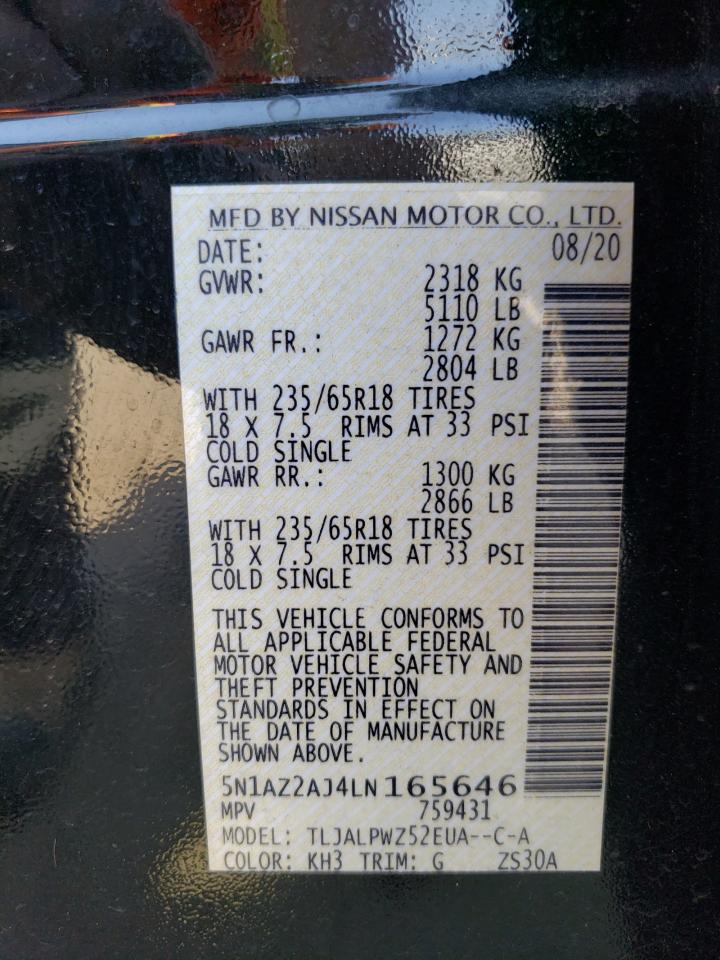 MFD BY NISSAN MOTOR CO., LTD.
DATE: 08/20
GVWR: 2318 KG
5110 LB
GAWR FR.: 1272 KG
2804 LB
WITH 235/65R18 TIRES
18 X 7.5 RIMS AT 33 PSI
COLD SINGLE
GAWR RR.: 1300 KG
2866 LB
WITH 235/65R18 TIRES
18 X 7.5 RIMS AT 33 PSI
COLD SINGLE
THIS VEHICLE CONFORMS TO
ALL APPLICABLE FEDERAL
MOTOR VEHICLE SAFETY AND
THEFT PREVENTION
STANDARDS IN EFFECT ON
THE DATE OF MANUFACTURE
SHOWN ABOVE.
5N1AZ2AJ4LN165646
MPV 759431
MODEL: TLJALPWZ52EUA--C-A
COLOR: KH3 TRIM: G ZS30A